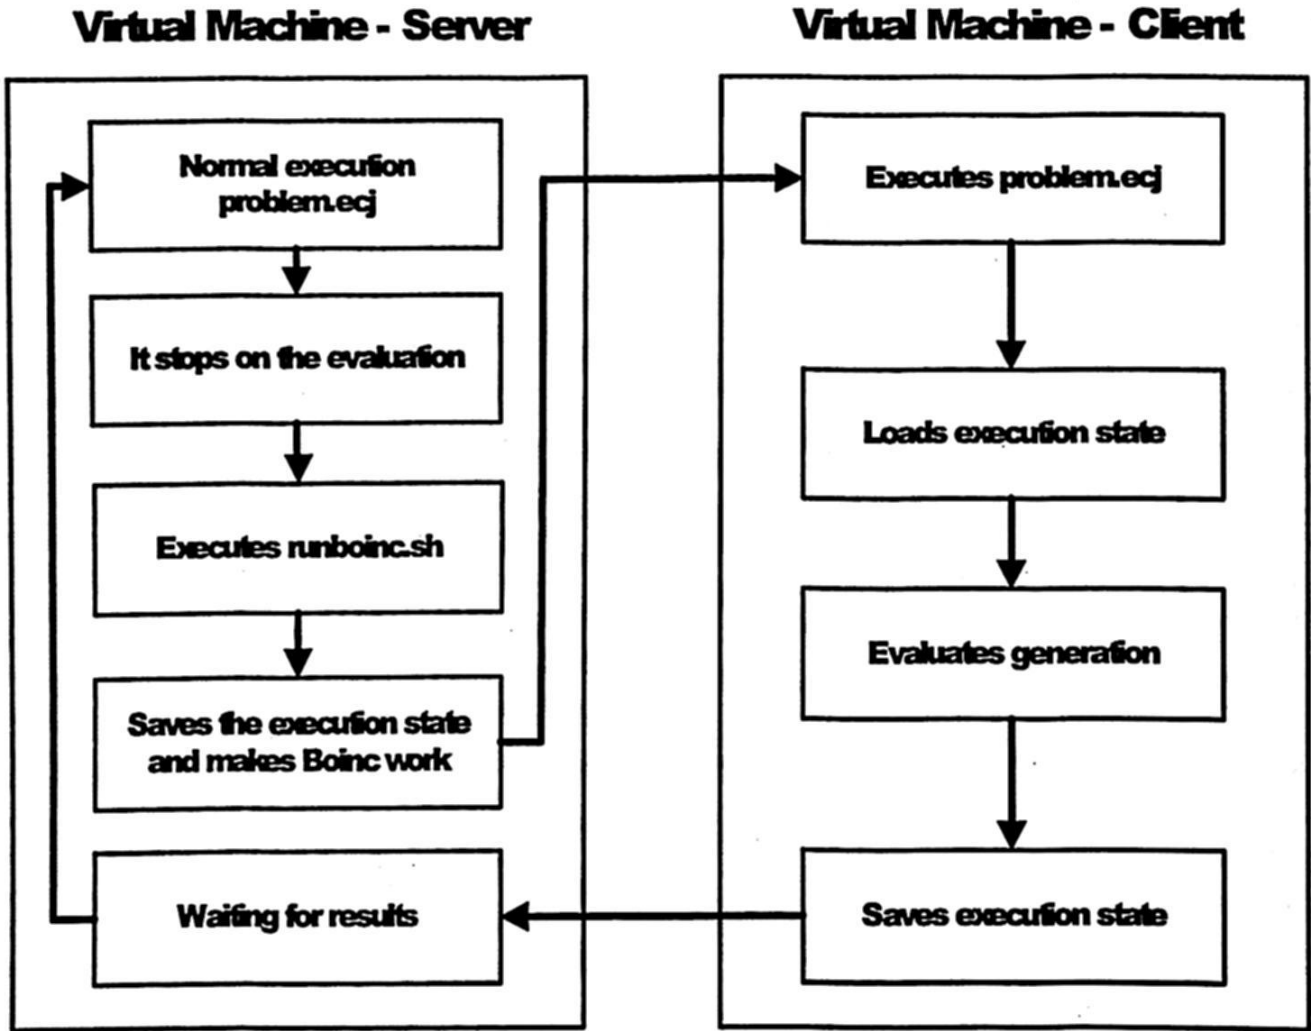 Virtual Machine - Server
Normal execution
problem.ecj
It stops on the evaluation
Executes runboinc.sh
Saves the execution state
and makes Boinc work
Waiting for results
Virtual Machine - Client
Executes problem.ecj
Loads execution state
Evaluates generation
Saves execution state